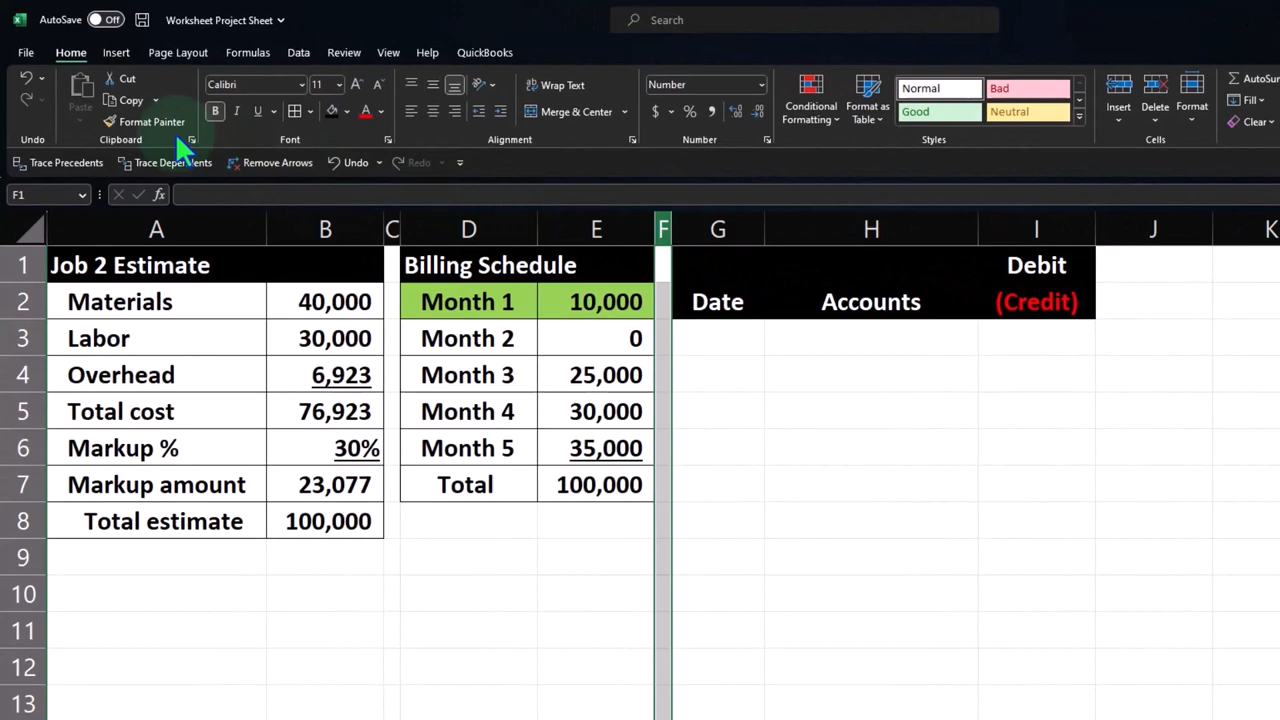 AutoSave Off Worksheet Project Sheet Search
File Home Insert Page Layout Formulas Data Review View Help QuickBooks
Paste Cut Copy Format Painter
Calibri 11
B I U A
Wrap Text
Merge & Center
Number
$ % ,
Conditional Formatting
Format as Table
Normal Bad
Good Neutral
Insert Delete Format
AutoSu
Fill
Clear
Undo Clipboard Font Alignment Number Styles Cells
Trace Precedents Trace Dependents Remove Arrows Undo Redo
F1 fx
A B C D E F G H I J K
1 Job 2 Estimate Billing Schedule Debit
2 Materials 40,000 Month 1 10,000 Date Accounts (Credit)
3 Labor 30,000 Month 2 0
4 Overhead 6,923 Month 3 25,000
5 Total cost 76,923 Month 4 30,000
6 Markup % 30% Month 5 35,000
7 Markup amount 23,077 Total 100,000
8 Total estimate 100,000
9
10
11
12
13